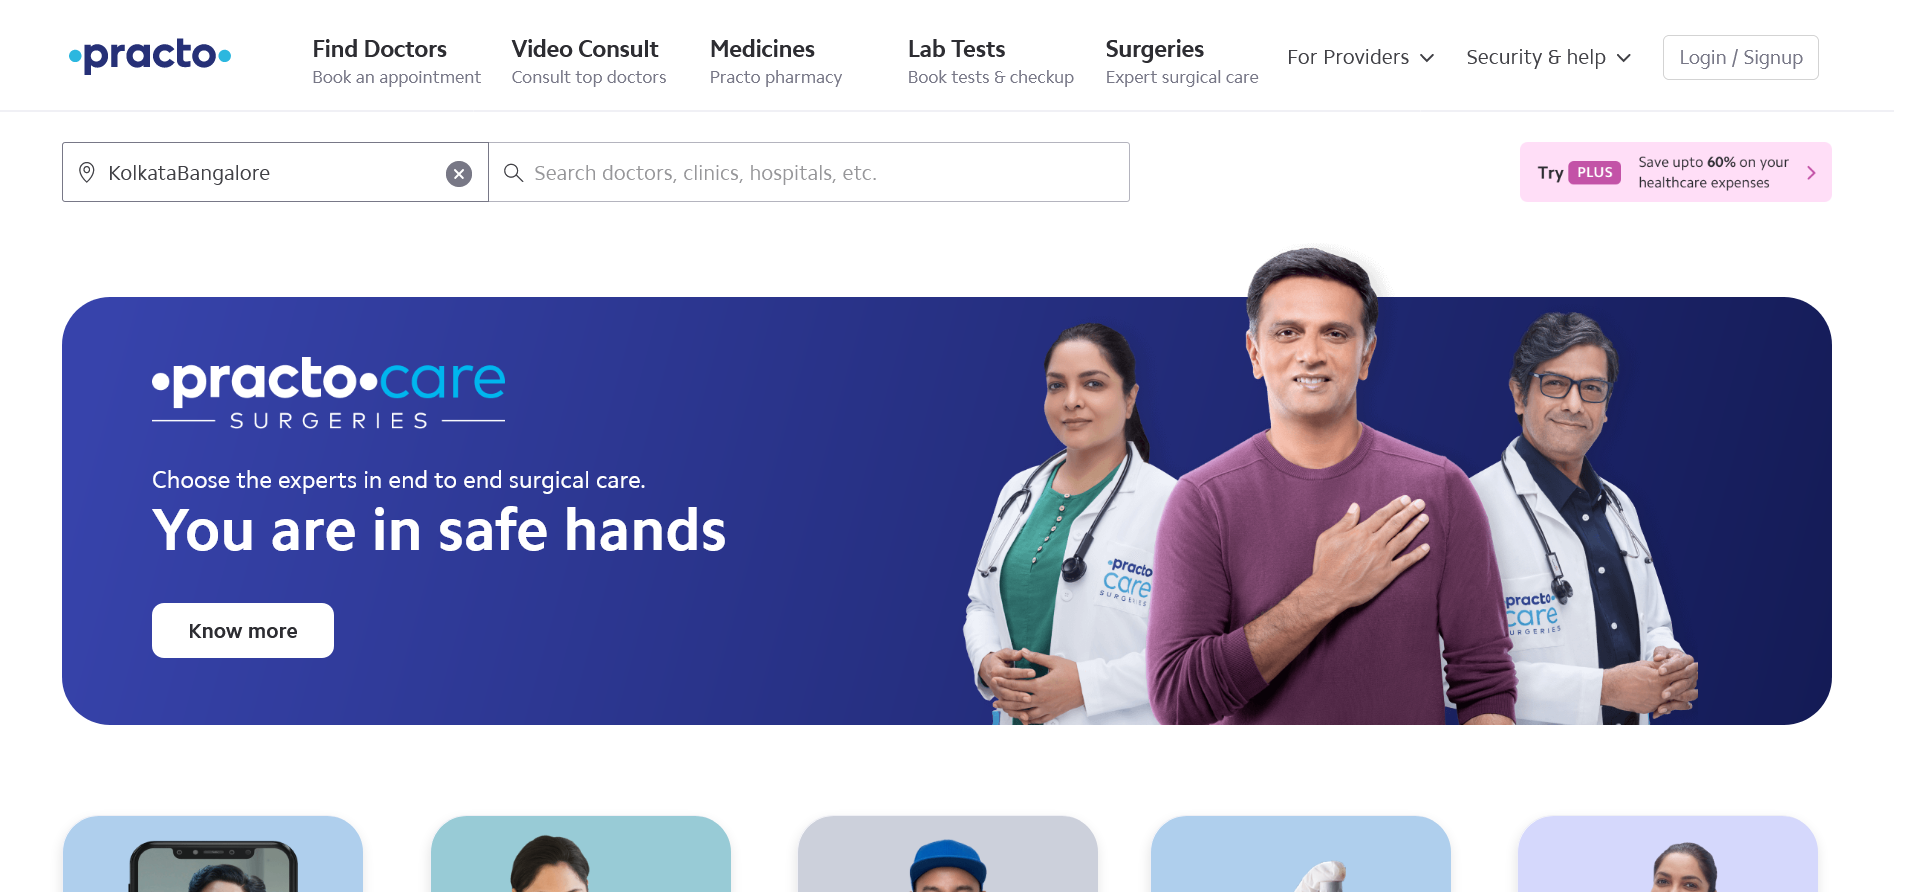 practo
Find Doctors
Book an appointment
Video Consult
Consult top doctors
Medicines
Practo pharmacy
Lab Tests
Book tests & checkup
Surgeries
Expert surgical care
For Providers
Security & help
Login / Signup
KolkataBangalore
Search doctors, clinics, hospitals, etc.
Try PLUS
Save upto 60% on your
healthcare expenses
practo care
SURGERIES
Choose the experts in end to end surgical care.
You are in safe hands
Know more
practo
care
SURGERIES
practo
care
URGERIES